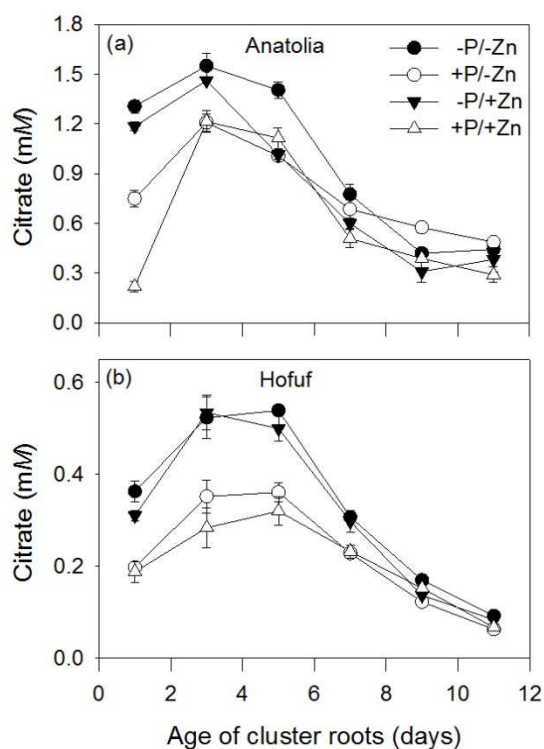 (a)
Anatolia
-P/-Zn
+P/-Zn
-P/+Zn
+P/+Zn
Citrate (mM)
1.8
1.5
1.2
0.9
0.6
0.3
0.0
(b)
Hofuf
Citrate (mM)
0.6
0.4
0.2
0.0
0 2 4 6 8 10 12
Age of cluster roots (days)